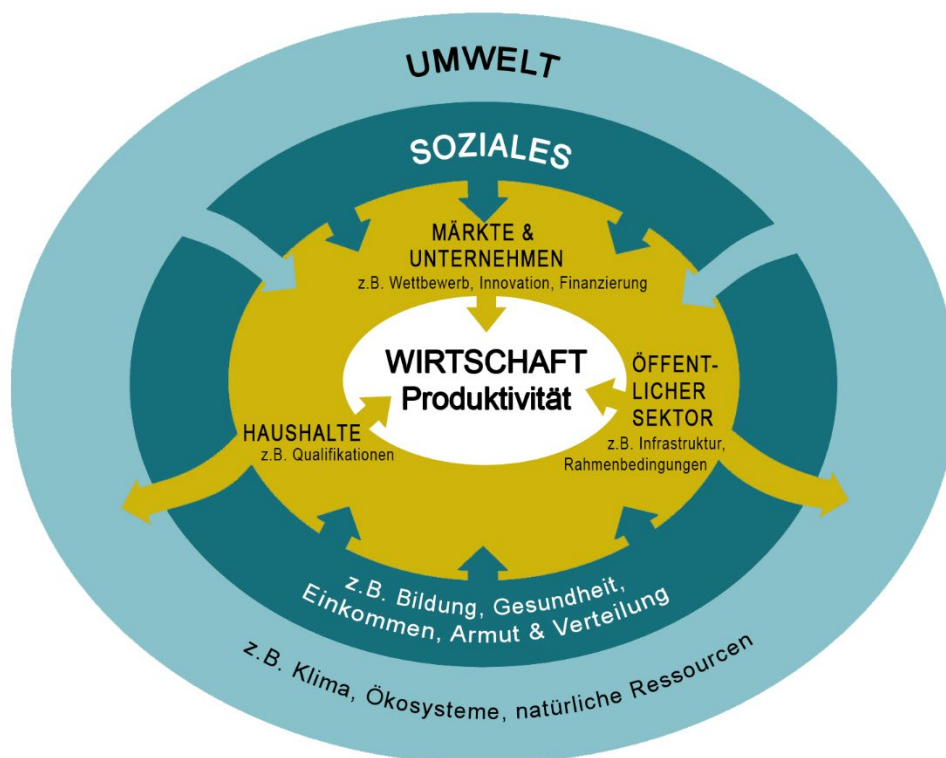 UMWELT
SOZIALES
MÄRKTE &
UNTERNEHMEN
z.B. Wettbewerb, Innovation, Finanzierung
WIRTSCHAFT
Produktivität
ÖFFENT-
LICHER
SEKTOR
z.B. Infrastruktur,
Rahmenbedingungen
HAUSHALTE
z.B. Qualifikationen
z.B. Bildung, Gesundheit,
Einkommen, Armut & Verteilung
z.B. Klima, Ökosysteme, natürliche Ressourcen